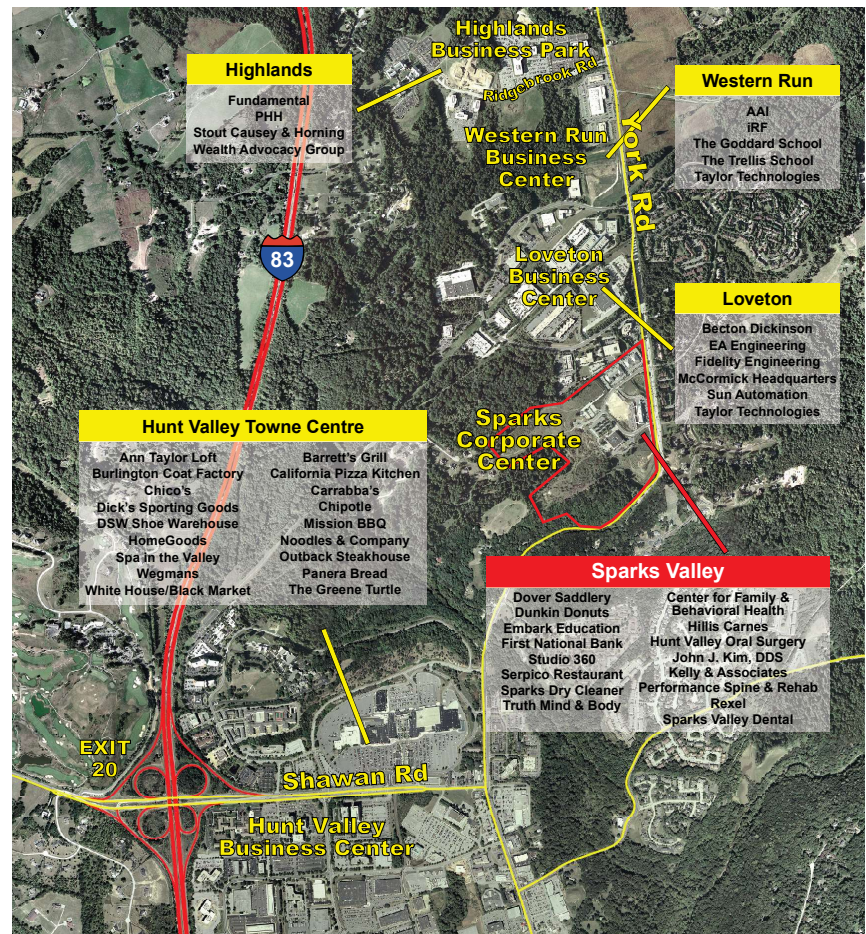 Highlands
Business Park
Ridgebrook Rd
Highlands
Fundamental
PHH
Stout Causey & Horning
Wealth Advocacy Group
Western Run
AAI
iRF
The Goddard School
The Trellis School
Taylor Technologies
York Rd
Western Run
Business
Center
83
Loveton
Business
Center
Loveton
Becton Dickinson
EA Engineering
Fidelity Engineering
McCormick Headquarters
Sun Automation
Taylor Technologies
Sparks
Corporate
Center
Hunt Valley Towne Centre
Ann Taylor Loft
Burlington Coat Factory
Chico's
Dick's Sporting Goods
DSW Shoe Warehouse
HomeGoods
Spa in the Valley
Wegmans
White House/Black Market
Barrett's Grill
California Pizza Kitchen
Carrabba's
Chipotle
Mission BBQ
Noodles & Company
Outback Steakhouse
Panera Bread
The Greene Turtle
Sparks Valley
Dover Saddlery
Dunkin Donuts
Embark Education
First National Bank
Studio 360
Serpico Restaurant
Sparks Dry Cleaner
Truth Mind & Body
Center for Family &
Behavioral Health
Hillis Carnes
Hunt Valley Oral Surgery
John J. Kim, DDS
Kelly & Associates
Performance Spine & Rehab
Rexel
Sparks Valley Dental
EXIT
20
Shawan Rd
Hunt Valley
Business Center